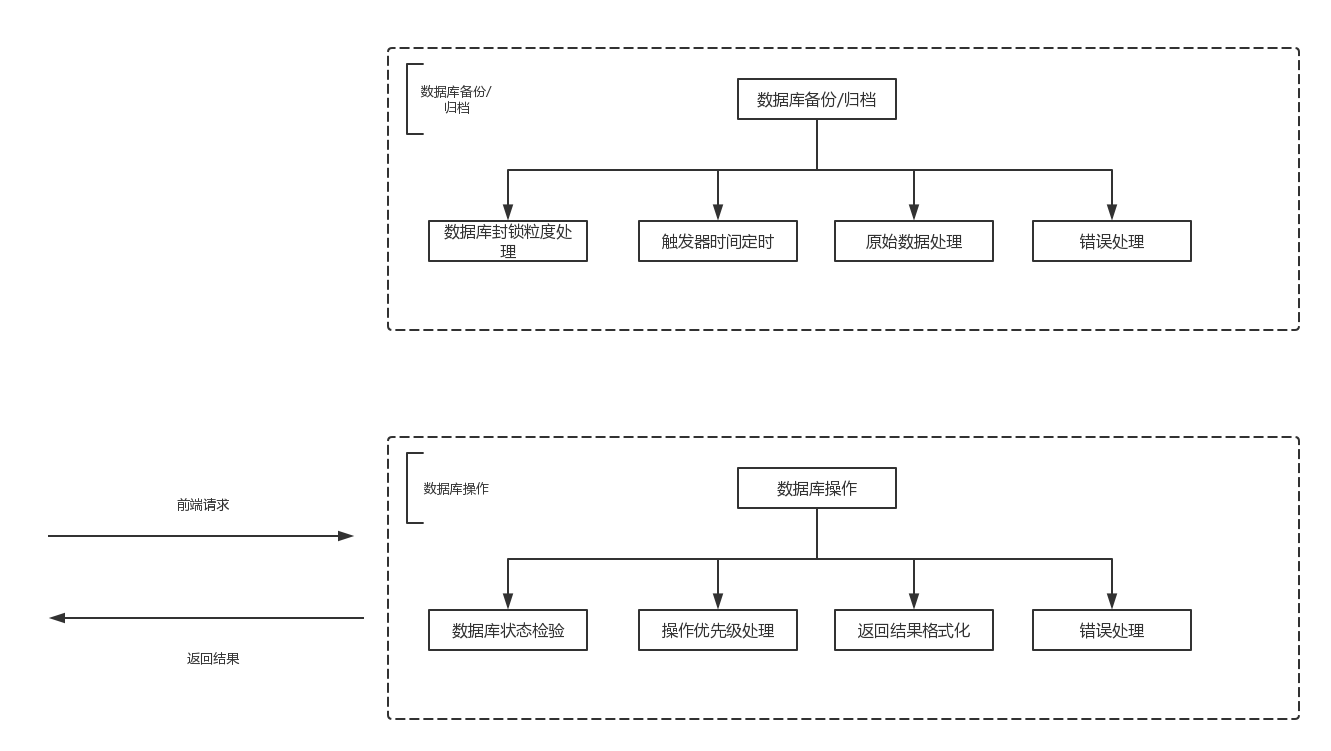 数据库备份/
归档
数据库备份/归档
数据库封锁粒度处
理
触发器时间定时
原始数据处理
错误处理
数据库操作
数据库操作
前端请求
返回结果
数据库状态检验
操作优先级处理
返回结果格式化
错误处理